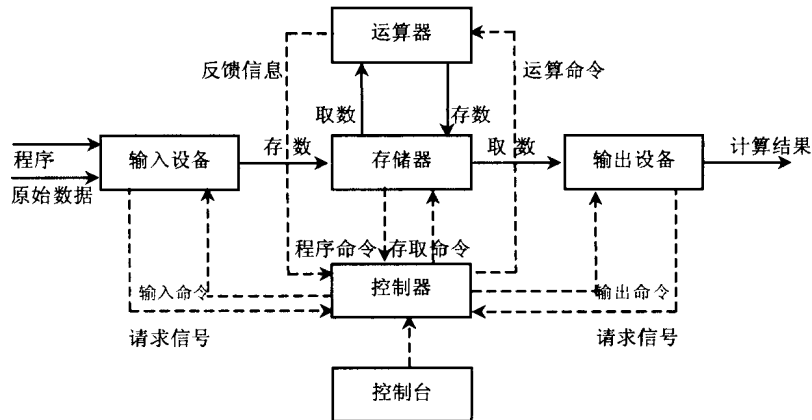 运算器
反馈信息
运算命令
取数
存数
程序
输入设备
存 数
存储器
取 数
输出设备
计算结果
原始数据
程序命令
存取命令
输入命令
控制器
输出命令
请求信号
请求信号
控制台